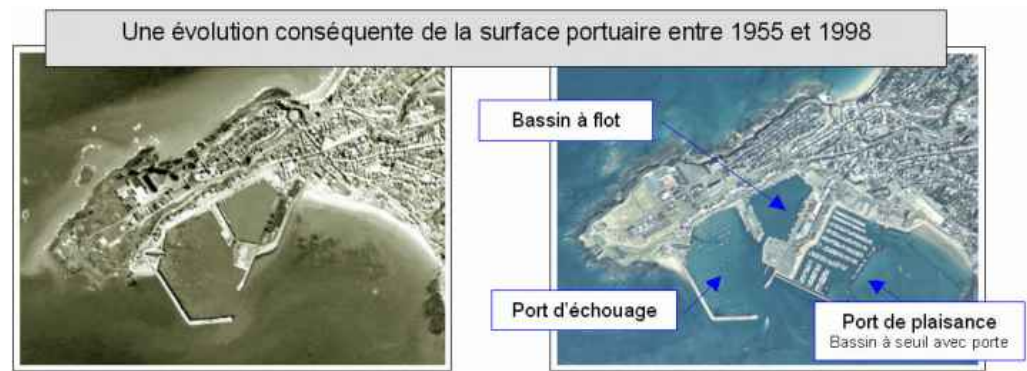 Une évolution conséquente de la surface portuaire entre 1955 et 1998
Bassin à flot
Port d'échouage
Port de plaisance
Bassin à seuil avec porte